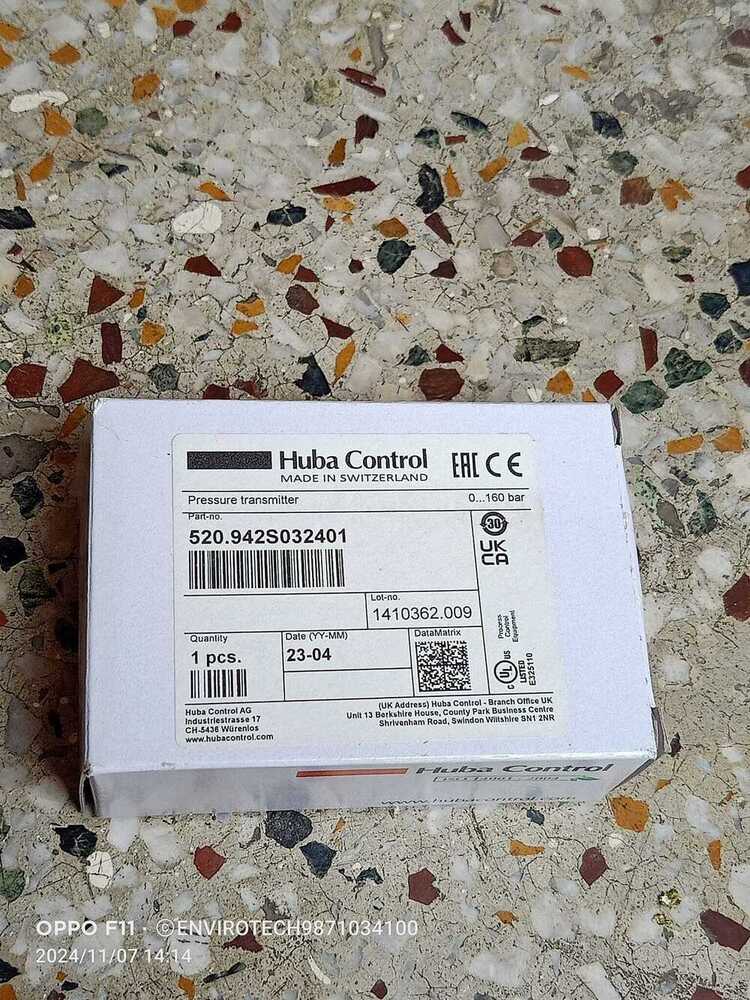 Huba Control
MADE IN SWITZERLAND
EAC CE
Pressure transmitter 0...160 bar
Part-no.
520.942S032401
30
UK
CA
Lot-no.
1410362.009
Quantity
1 pcs.
Date (YY-MM)
23-04
DataMatrix
Process
Control
Equipment
C UL US
LISTED
E325110
Huba Control AG
Industriestrasse 17
CH-5436 Würenlos
www.hubacontrol.com
(UK Address) Huba Control - Branch Office UK
Unit 13 Berkshire House, County Park Business Centre
Shrivenham Road, Swindon Wiltshire SN1 2NR
Huba Control
www.hubacontrol.com
OPPO F11 · ©ENVIROTECH9871034100
2024/11/07 14:14